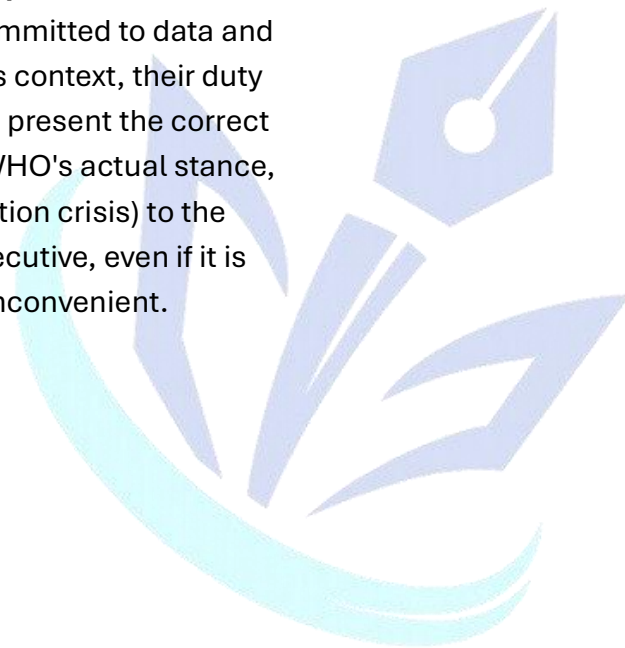 mmitted to data and
s context, their duty
present the correct
WHO's actual stance,
tion crisis) to the
ecutive, even if it is
nconvenient.